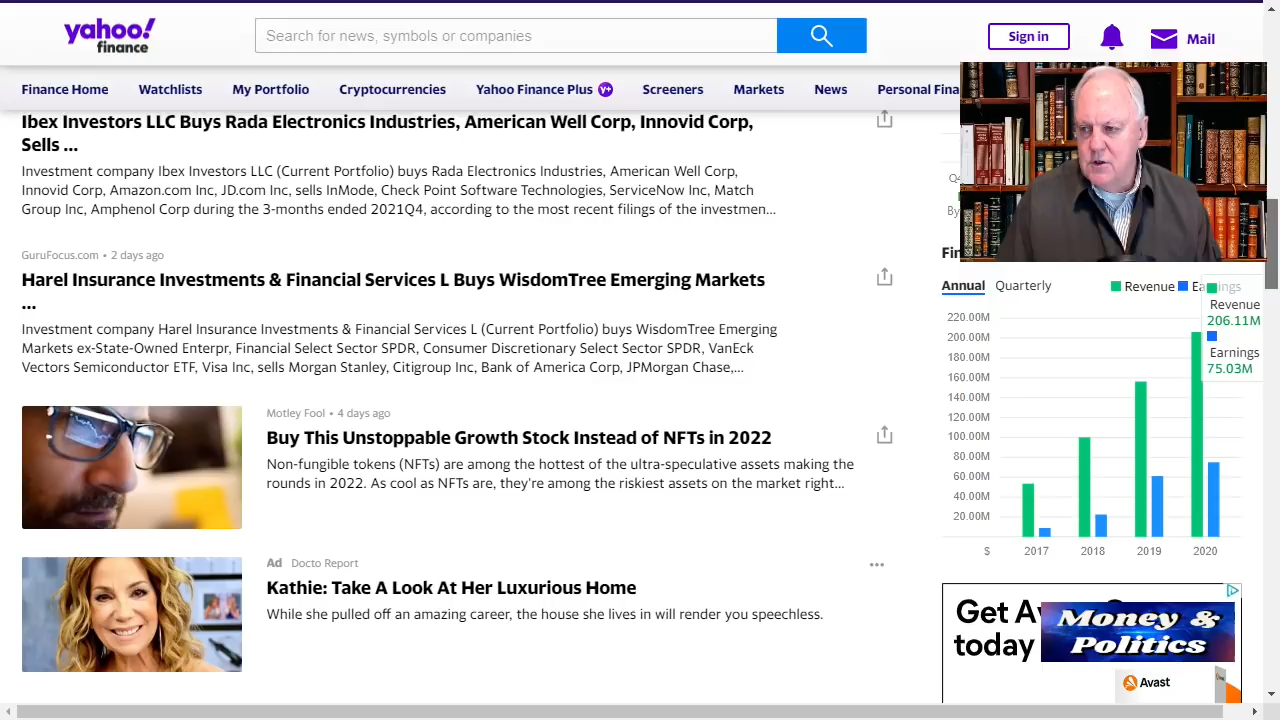 yahoo!
finance
Search for news, symbols or companies
Sign in
Mail
Finance Home
Watchlists
My Portfolio
Cryptocurrencies
Yahoo Finance Plus
Y+
Screeners
Markets
News
Personal Fina
Ibex Investors LLC Buys Rada Electronics Industries, American Well Corp, Innovid Corp,
Sells ...
Investment company Ibex Investors LLC (Current Portfolio) buys Rada Electronics Industries, American Well Corp,
Innovid Corp, Amazon.com Inc, JD.com Inc, sells InMode, Check Point Software Technologies, ServiceNow Inc, Match
Group Inc, Amphenol Corp during the 3-months ended 2021Q4, according to the most recent filings of the investmen...
GuruFocus.com • 2 days ago
Harel Insurance Investments & Financial Services L Buys WisdomTree Emerging Markets
...
Investment company Harel Insurance Investments & Financial Services L (Current Portfolio) buys WisdomTree Emerging
Markets ex-State-Owned Enterpr, Financial Select Sector SPDR, Consumer Discretionary Select Sector SPDR, VanEck
Vectors Semiconductor ETF, Visa Inc, sells Morgan Stanley, Citigroup Inc, Bank of America Corp, JPMorgan Chase,...
Motley Fool • 4 days ago
Buy This Unstoppable Growth Stock Instead of NFTs in 2022
Non-fungible tokens (NFTs) are among the hottest of the ultra-speculative assets making the
rounds in 2022. As cool as NFTs are, they're among the riskiest assets on the market right...
Ad Docto Report
Kathie: Take A Look At Her Luxurious Home
While she pulled off an amazing career, the house she lives in will render you speechless.
Q4
By
Fin
Annual Quarterly
Revenue
Revenue
206.11M
Earnings
75.03M
220.00M
200.00M
180.00M
160.00M
140.00M
120.00M
100.00M
80.00M
60.00M
40.00M
20.00M
$ 2017 2018 2019 2020
Get Av
today
Money &
Politics
Avast